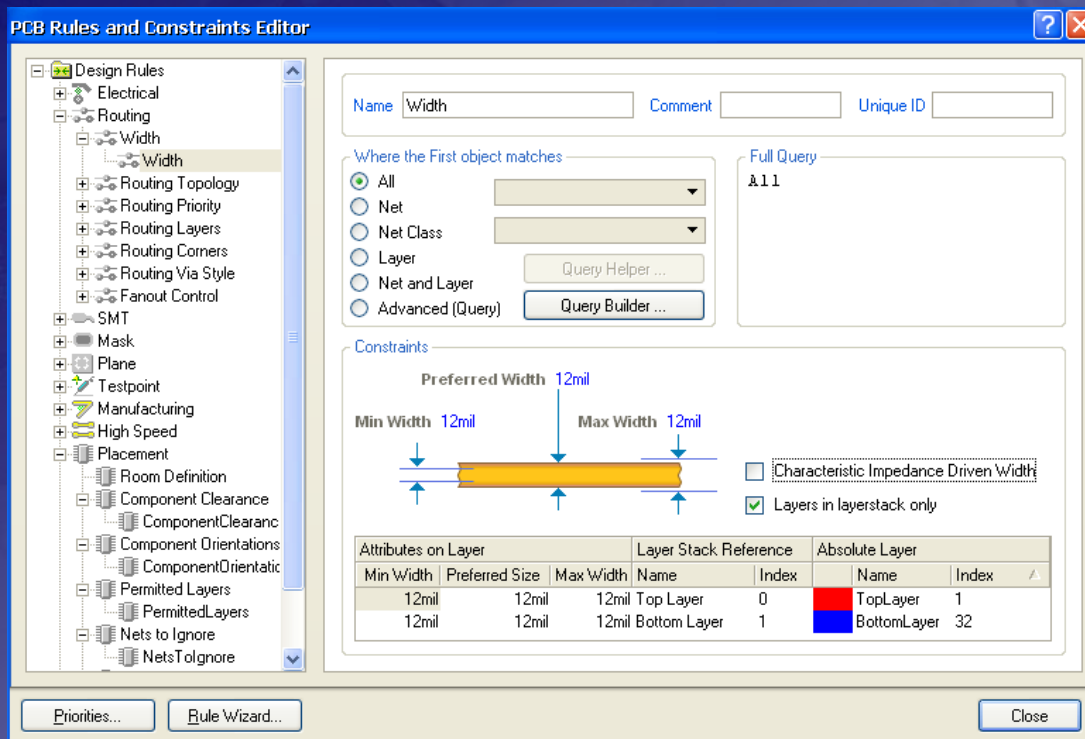 PCB Rules and Constraints Editor
Design Rules
Electrical
Routing
Width
Width
Routing Topology
Routing Priority
Routing Layers
Routing Corners
Routing Via Style
Fanout Control
SMT
Mask
Plane
Testpoint
Manufacturing
High Speed
Placement
Room Definition
Component Clearance
ComponentClearanc
Component Orientations
ComponentOrientatic
Permitted Layers
PermittedLayers
Nets to Ignore
NetsToIgnore
Name Width Comment Unique ID
Where the First object matches
All
Net
Net Class
Layer
Net and Layer
Advanced (Query)
Query Helper ...
Query Builder ...
Full Query
All
Constraints
Preferred Width 12mil
Min Width 12mil Max Width 12mil
Characteristic Impedance Driven Width
Layers in layerstack only
Attributes on Layer Layer Stack Reference Absolute Layer
Min Width Preferred Size Max Width Name Index Name Index
12mil 12mil 12mil Top Layer 0 TopLayer 1
12mil 12mil 12mil Bottom Layer 1 BottomLayer 32
Priorities... Rule Wizard... Close